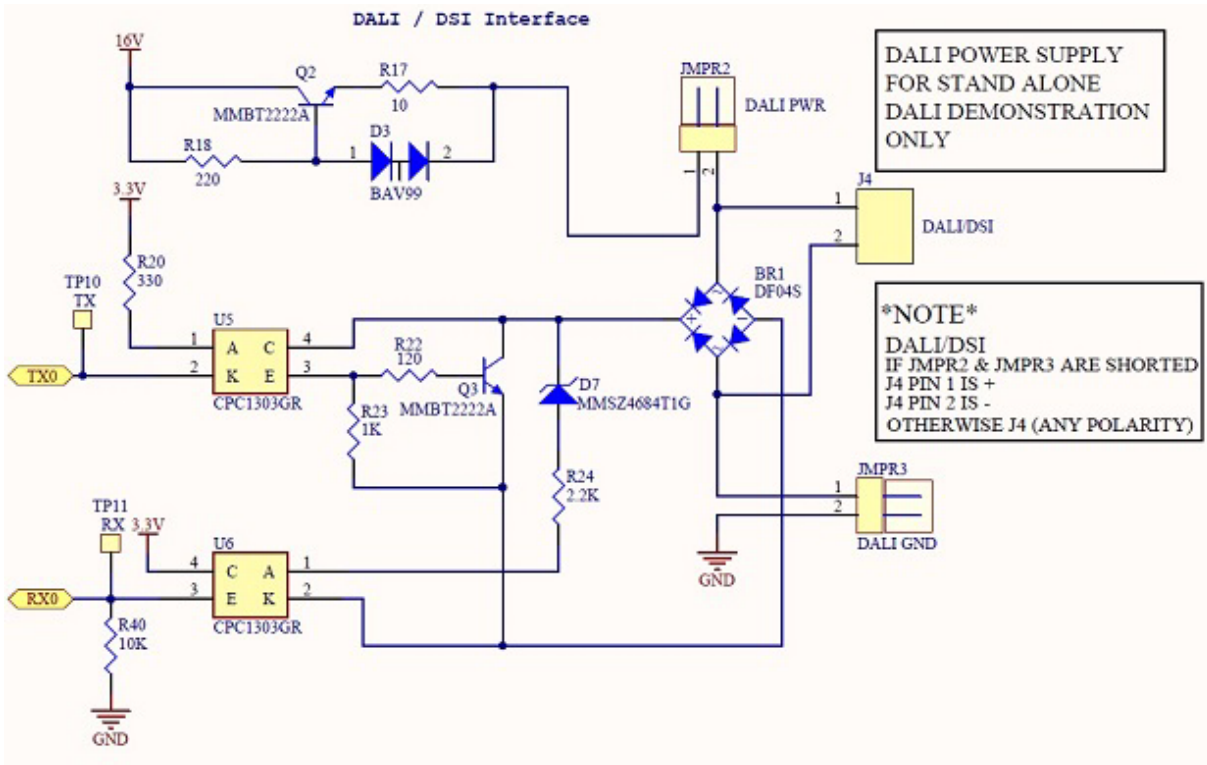 DALI / DSI Interface
16V
Q2
MMBT2222A
R17
10
R18
220
D3
1
2
BAV99
JMPR2
DALI PWR
1
2
DALI POWER SUPPLY
FOR STAND ALONE
DALI DEMONSTRATION
ONLY
J4
1
2
DALI/DSI
3.3V
R20
330
TP10
TX
TX0
U5
1
2
A
K
C
E
4
3
CPC1303GR
R22
120
Q3
MMBT2222A
R23
1K
D7
MMSZ4684T1G
R24
2.2K
BR1
DF04S
~
+
-
~
*NOTE*
DALI/DSI
IF JMPR2 & JMPR3 ARE SHORTED
J4 PIN 1 IS +
J4 PIN 2 IS -
OTHERWISE J4 (ANY POLARITY)
JMPR3
1
2
DALI GND
GND
TP11
RX
3.3V
RX0
U6
4
3
C
E
A
K
1
2
CPC1303GR
R40
10K
GND